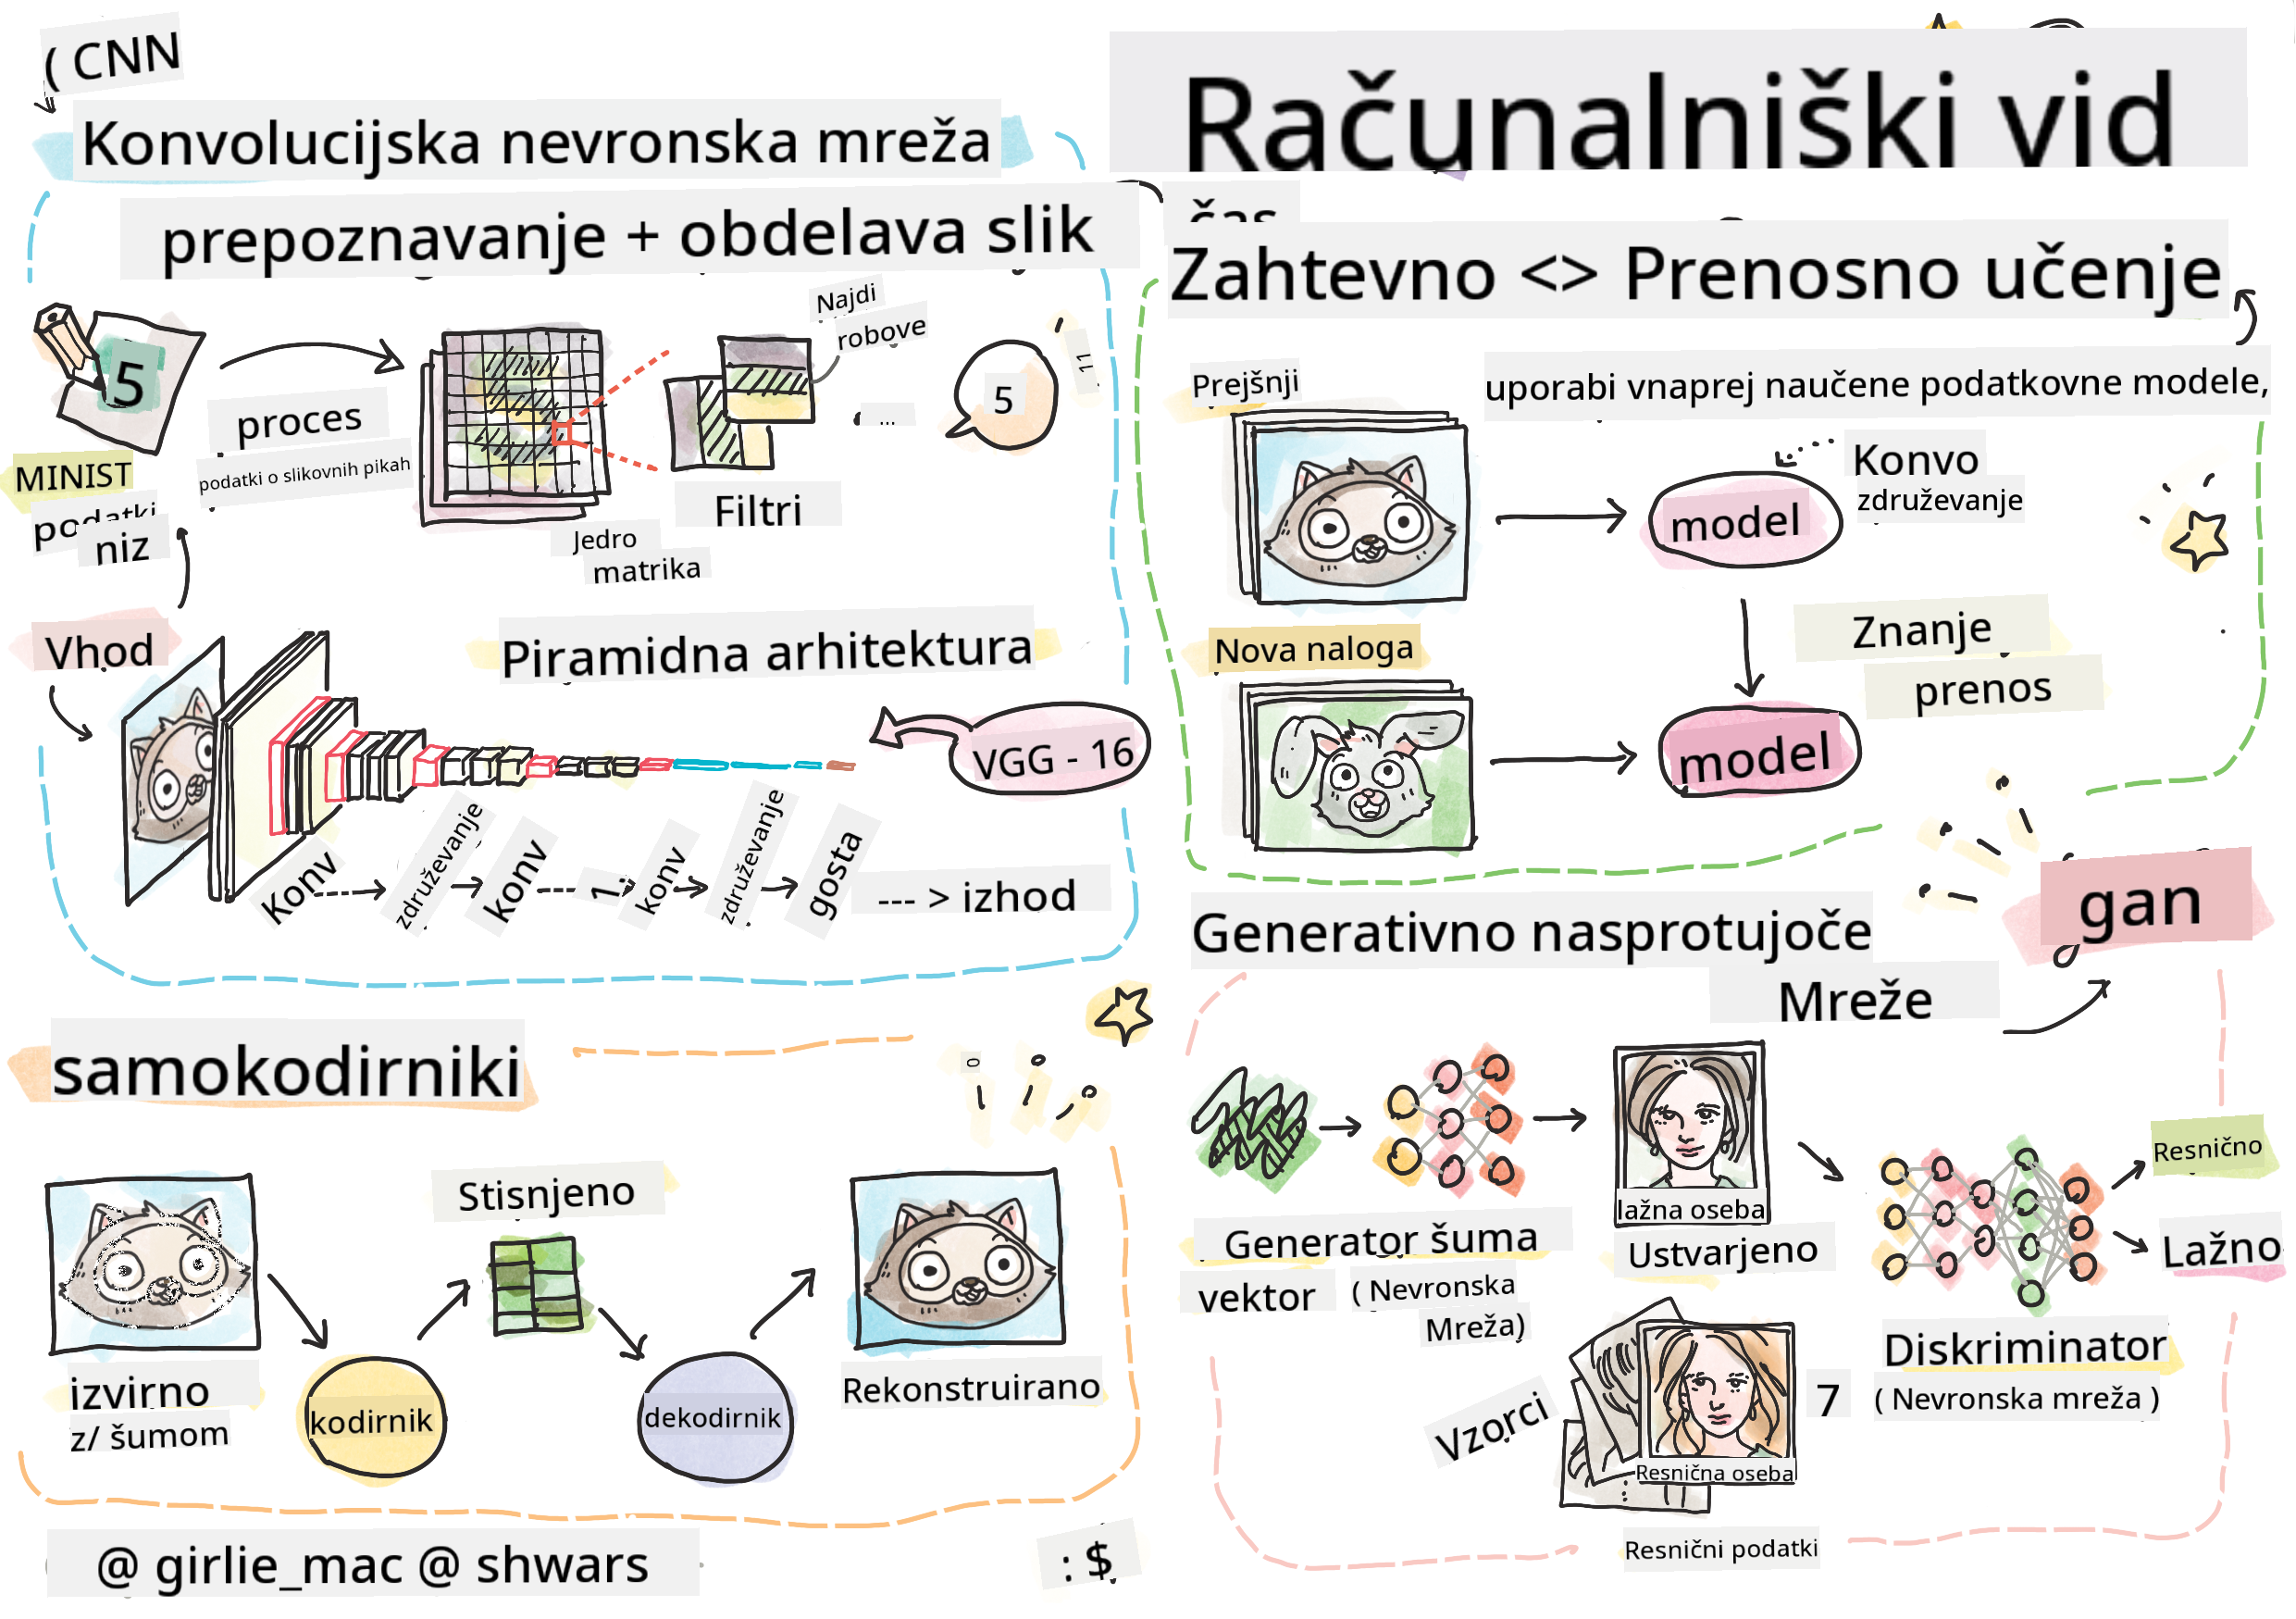 ( CNN
Konvolucijska nevronska mreža
prepoznavanje + obdelava slik
5
proces
podatki o slikovnih pikah
MINIST
podatki
niz
Jedro
matrika
Filtri
Najdi
robove
...
5
Vhod
Piramidna arhitektura
VGG - 16
Konv
združevanje
konv
konv
združevanje
gosta
--- > izhod
Računalniški vid
čas
Zahtevno <> Prenosno učenje
Prejšnji
uporabi vnaprej naučene podatkovne modele,
Konvo
združevanje
model
Znanje
prenos
Nova naloga
model
samokodirniki
izvirno
z/ šumom
kodirnik
Stisnjeno
dekodirnik
Rekonstruirano
Generativno nasprotujoče
Mreže
gan
Generator šuma
vektor
( Nevronska
Mreža)
lažna oseba
Ustvarjeno
Resnično
Lažno
Diskriminator
( Nevronska mreža )
7
Vzorci
Resnična oseba
Resnični podatki
@ girlie_mac @ shwars
: $